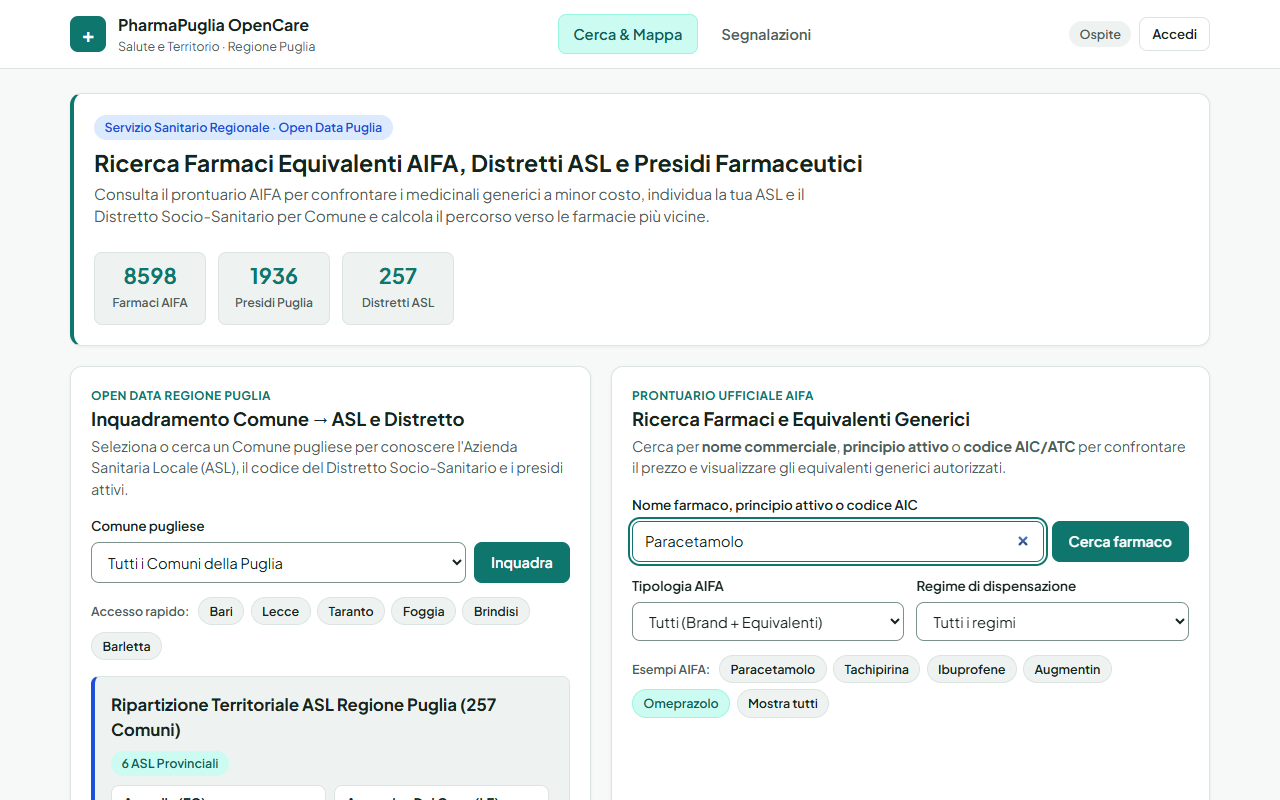 PharmaPuglia OpenCare
Salute e Territorio · Regione Puglia
Cerca & Mappa
Segnalazioni
Ospite
Accedi
Servizio Sanitario Regionale · Open Data Puglia
Ricerca Farmaci Equivalenti AIFA, Distretti ASL e Presidi Farmaceutici
Consulta il prontuario AIFA per confrontare i medicinali generici a minor costo, individua la tua ASL e il
Distretto Socio-Sanitario per Comune e calcola il percorso verso le farmacie più vicine.
8598
Farmaci AIFA
1936
Presidi Puglia
257
Distretti ASL
OPEN DATA REGIONE PUGLIA
Inquadramento Comune → ASL e Distretto
Seleziona o cerca un Comune pugliese per conoscere l'Azienda
Sanitaria Locale (ASL), il codice del Distretto Socio-Sanitario e i presidi
attivi.
Comune pugliese
Tutti i Comuni della Puglia
Inquadra
Accesso rapido:
Bari
Lecce
Taranto
Foggia
Brindisi
Barletta
Ripartizione Territoriale ASL Regione Puglia (257
Comuni)
6 ASL Provinciali
PRONTUARIO UFFICIALE AIFA
Ricerca Farmaci e Equivalenti Generici
Cerca per nome commerciale, principio attivo o codice AIC/ATC per confrontare
il prezzo e visualizzare gli equivalenti generici autorizzati.
Nome farmaco, principio attivo o codice AIC
Paracetamolo
Cerca farmaco
Tipologia AIFA
Tutti (Brand + Equivalenti)
Regime di dispensazione
Tutti i regimi
Esempi AIFA:
Paracetamolo
Tachipirina
Ibuprofene
Augmentin
Omeprazolo
Mostra tutti